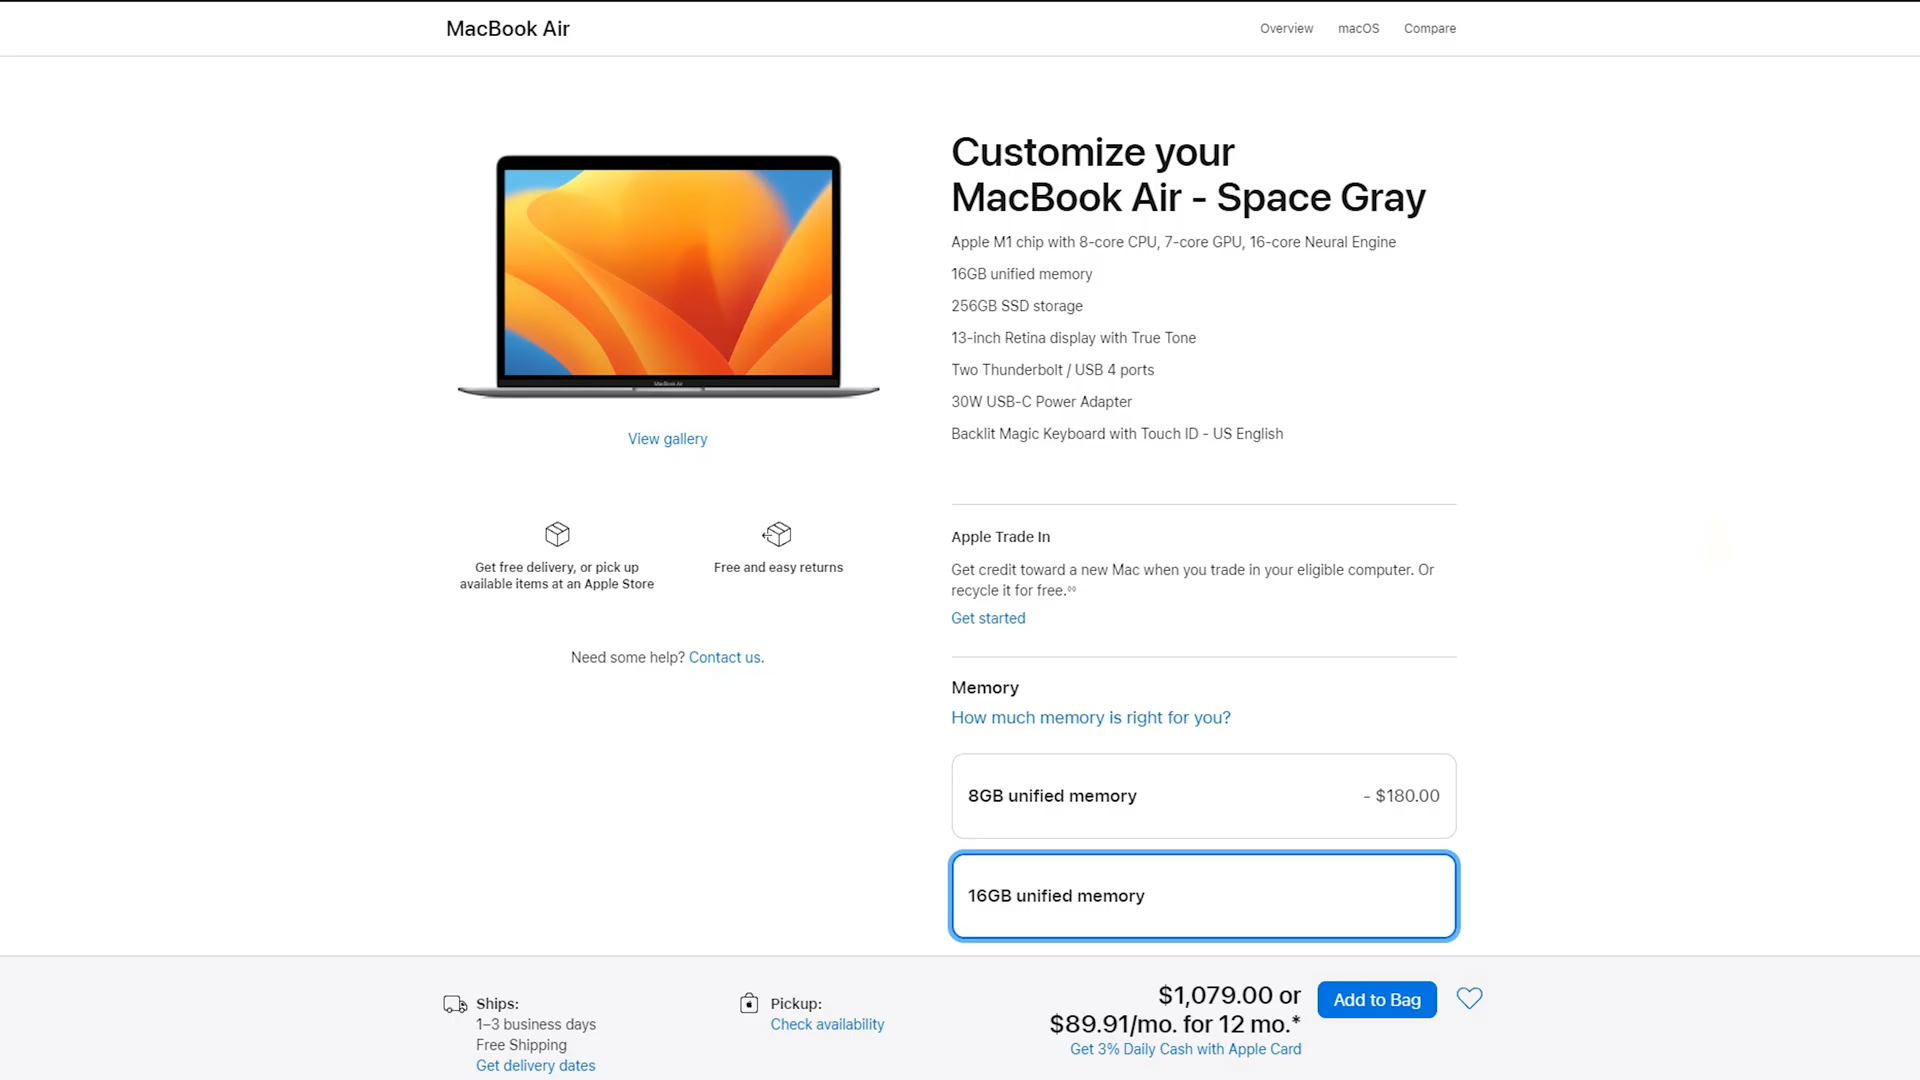 MacBook Air
Overview
macOS
Compare
Customize your
MacBook Air - Space Gray
Apple M1 chip with 8-core CPU, 7-core GPU, 16-core Neural Engine
16GB unified memory
256GB SSD storage
13-inch Retina display with True Tone
Two Thunderbolt / USB 4 ports
30W USB-C Power Adapter
Backlit Magic Keyboard with Touch ID - US English
MacBook Air
View gallery
Get free delivery, or pick up
available items at an Apple Store
Free and easy returns
Need some help? Contact us.
Apple Trade In
Get credit toward a new Mac when you trade in your eligible computer. Or
recycle it for free.◊◊
Get started
Memory
How much memory is right for you?
8GB unified memory
- $180.00
16GB unified memory
Ships:
1–3 business days
Free Shipping
Get delivery dates
Pickup:
Check availability
$1,079.00 or
$89.91/mo. for 12 mo.*
Get 3% Daily Cash with Apple Card
Add to Bag